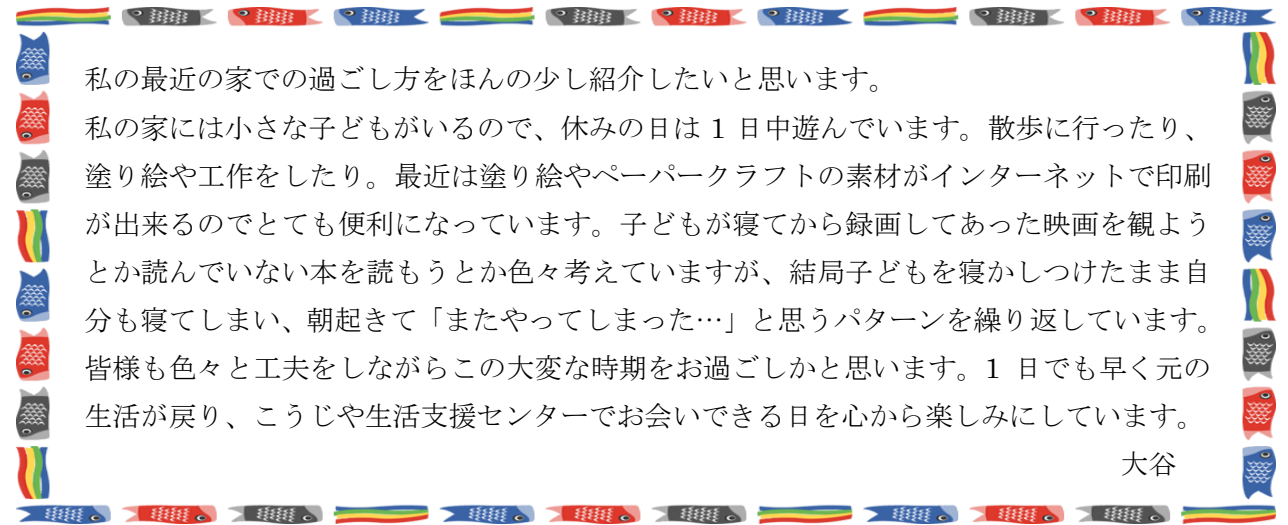 私の最近の家での過ごし方をほんの少し紹介したいと思います。
私の家には小さな子どもがいるので、休みの日は 1 日中遊んでいます。散歩に行ったり、
塗り絵や工作をしたり。最近は塗り絵やペーパークラフトの素材がインターネットで印刷
が出来るのでとても便利になっています。子どもが寝てから録画してあった映画を観よう
とか読んでいない本を読もうとか色々考えていますが、結局子どもを寝かしつけたまま自
分も寝てしまい、朝起きて「またやってしまった…」と思うパターンを繰り返しています。
皆様も色々と工夫をしながらこの大変な時期をお過ごしかと思います。1 日でも早く元の
生活が戻り、こうじや生活支援センターでお会いできる日を心から楽しみにしています。
大谷